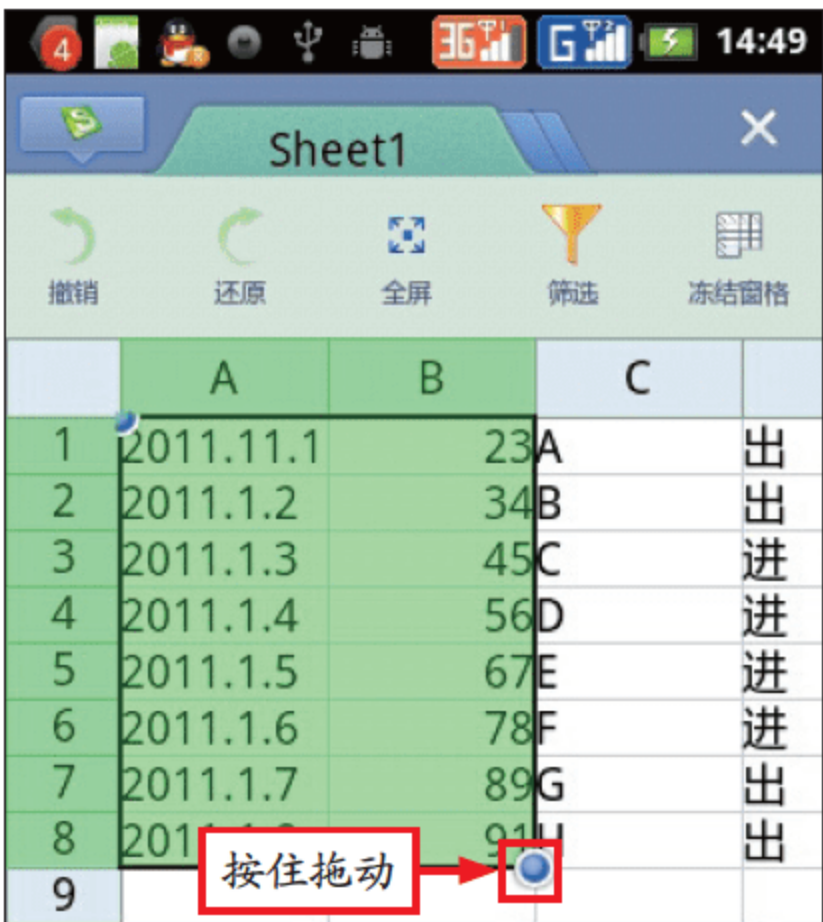 4 3G G 14:49
Sheet1
撤销 还原 全屏 筛选 冻结窗格
A B C
1 2011.11.1 23 A 出
2 2011.1.2 34 B 出
3 2011.1.3 45 C 进
4 2011.1.4 56 D 进
5 2011.1.5 67 E 进
6 2011.1.6 78 F 进
7 2011.1.7 89 G 出
8 91 H 出
按住拖动
9